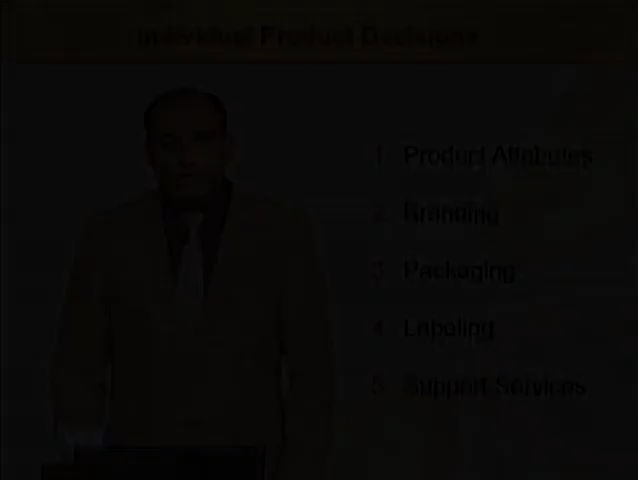 Individual Product Decisions
1. Product Attributes
2. Branding
3. Packaging
4. Labeling
5. Support Services